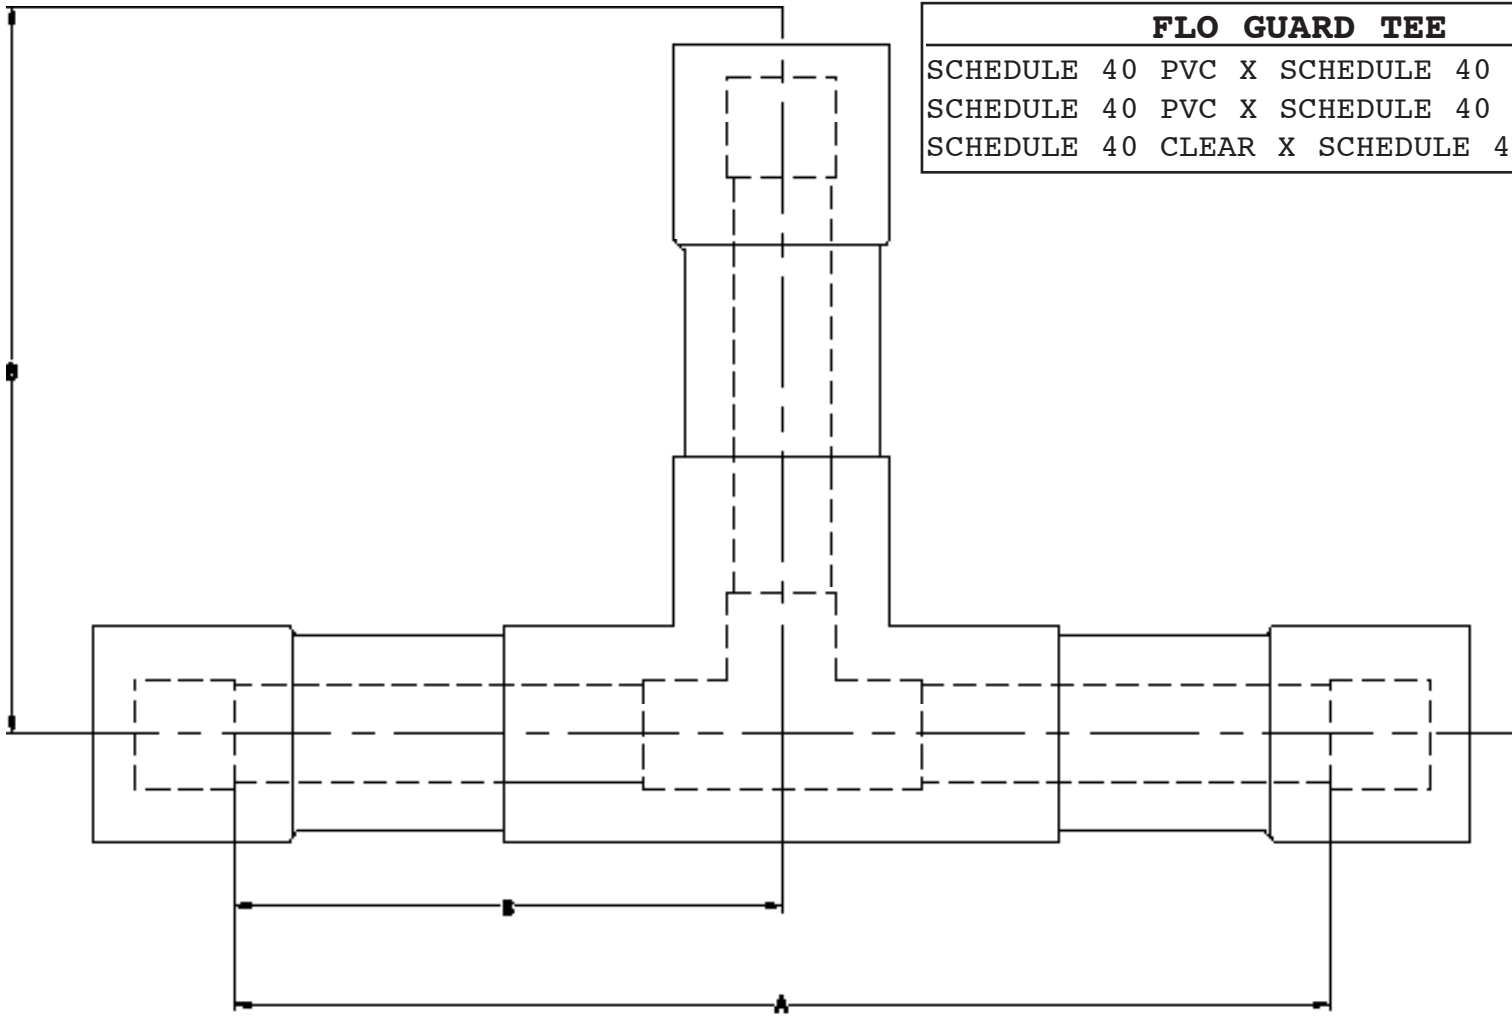 FLO GUARD TEE
SCHEDULE 40 PVC X SCHEDULE 40
SCHEDULE 40 PVC X SCHEDULE 40
SCHEDULE 40 CLEAR X SCHEDULE 4
B
A